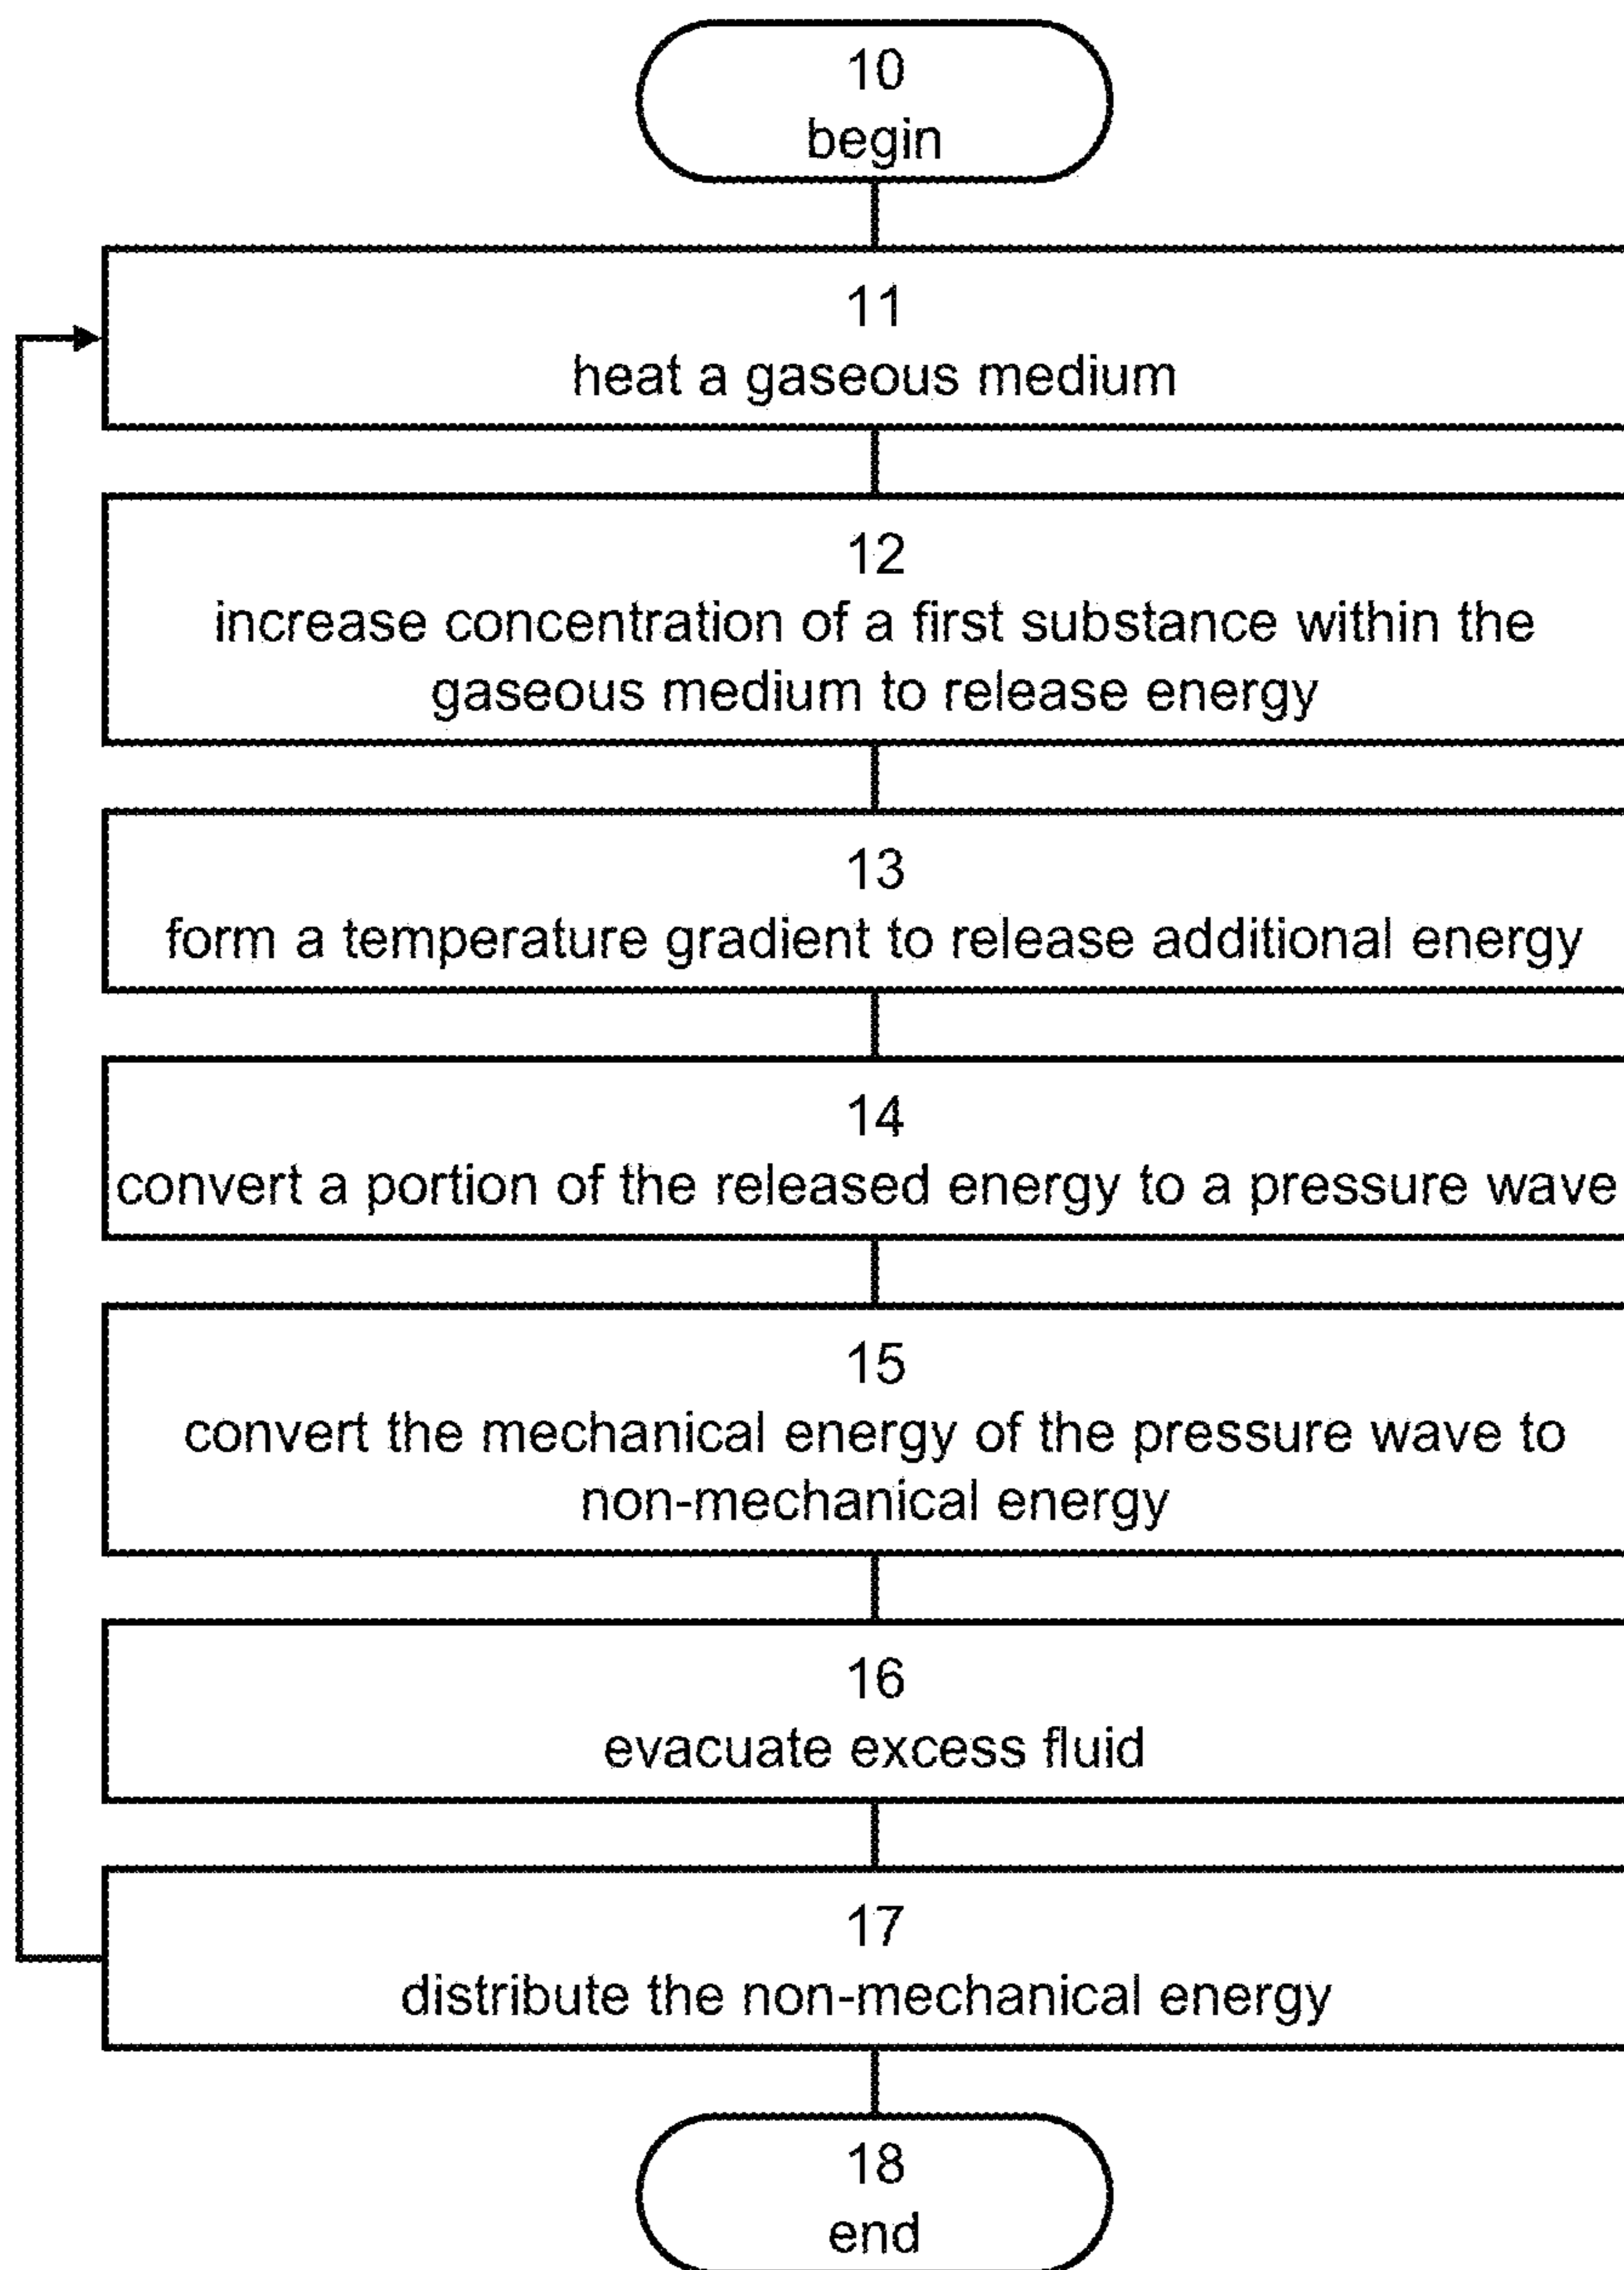 10
begin
11
heat a gaseous medium
12
increase concentration of a first substance within the
gaseous medium to release energy
13
form a temperature gradient to release additional energy
14
convert a portion of the released energy to a pressure wave
15
convert the mechanical energy of the pressure wave to
non-mechanical energy
16
evacuate excess fluid
17
distribute the non-mechanical energy
18
end